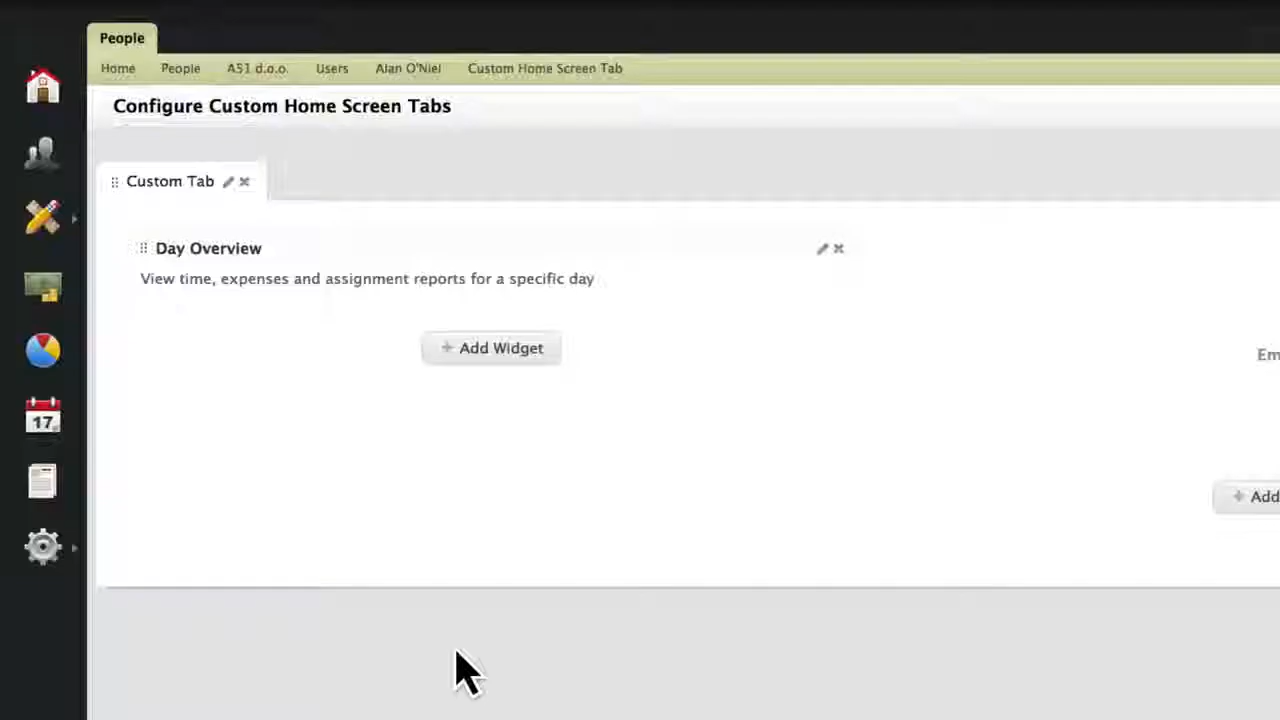 People
Home People A51 d.o.o. Users Alan O'Niel Custom Home Screen Tab
Configure Custom Home Screen Tabs
Custom Tab
Day Overview
View time, expenses and assignment reports for a specific day
+ Add Widget
Em
+ Add
17